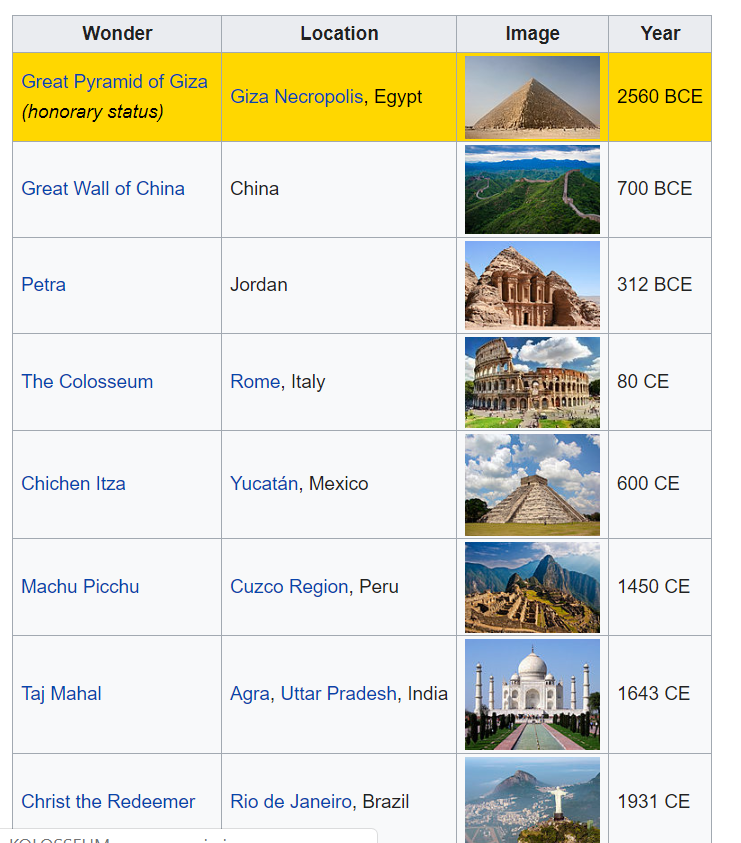 Wonder Location Image Year
Great Pyramid of Giza
(honorary status)
Giza Necropolis, Egypt
2560 BCE
Great Wall of China
China
700 BCE
Petra
Jordan
312 BCE
The Colosseum
Rome, Italy
80 CE
Chichen Itza
Yucatán, Mexico
600 CE
Machu Picchu
Cuzco Region, Peru
1450 CE
Taj Mahal
Agra, Uttar Pradesh, India
1643 CE
Christ the Redeemer
Rio de Janeiro, Brazil
1931 CE
KOLOSSEUM